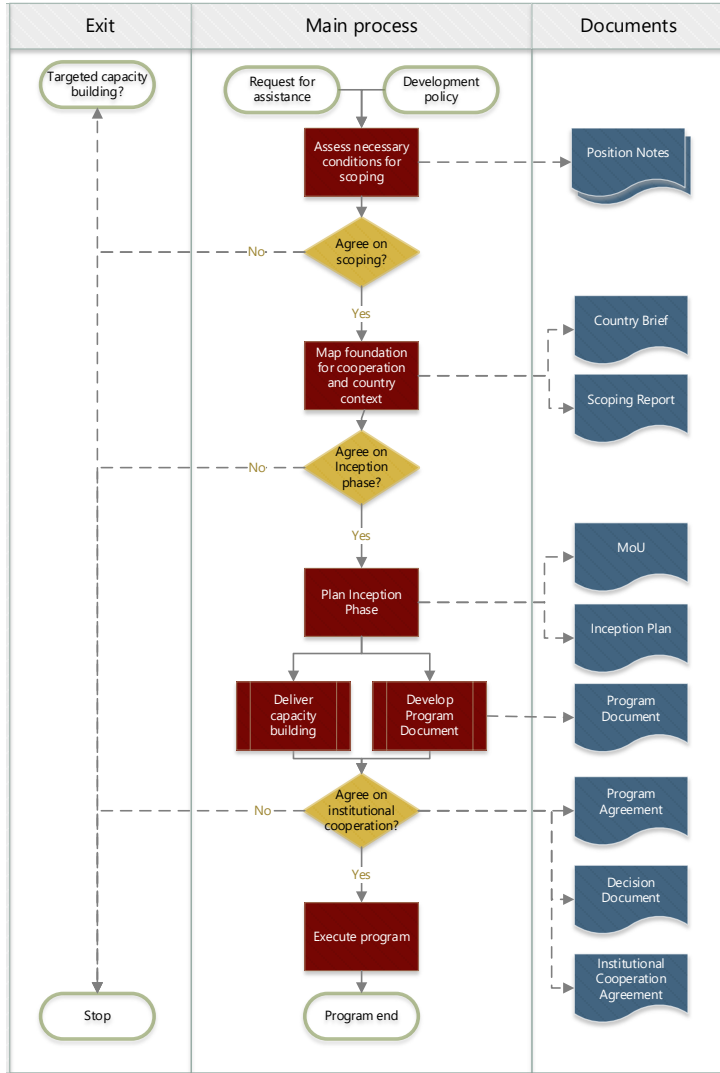 Exit
Main process
Documents
Targeted capacity
building?
Request for
assistance
Development
policy
Assess necessary
conditions for
scoping
Position Notes
Agree on
scoping?
No
Yes
Country Brief
Map foundation
for cooperation
and country
context
Scoping Report
Agree on
Inception
phase?
No
Yes
MoU
Plan Inception
Phase
Inception Plan
Deliver
capacity
building
Develop
Program
Document
Program
Document
Agree on
institutional
cooperation?
No
Program
Agreement
Yes
Decision
Document
Execute program
Institutional
Cooperation
Agreement
Stop
Program end